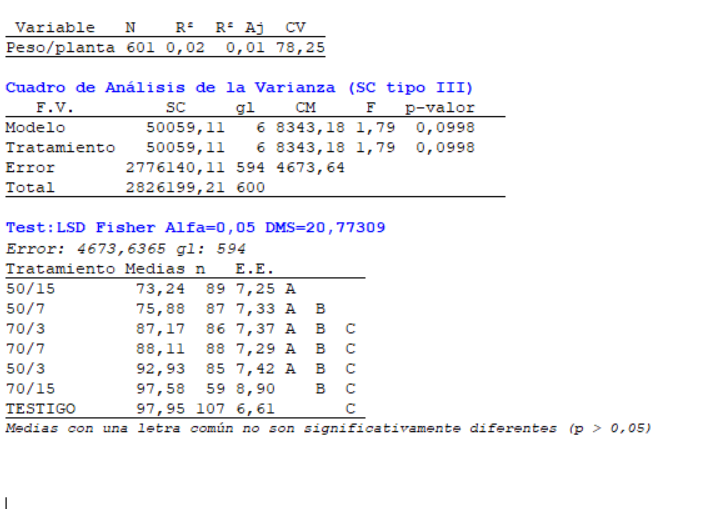 Variable N R² R² Aj CV
Peso/planta 601 0,02 0,01 78,25
Cuadro de Análisis de la Varianza (SC tipo III)
F.V. SC gl CM F p-valor
Modelo 50059,11 6 8343,18 1,79 0,0998
Tratamiento 50059,11 6 8343,18 1,79 0,0998
Error 2776140,11 594 4673,64
Total 2826199,21 600
Test:LSD Fisher Alfa=0,05 DMS=20,77309
Error: 4673,6365 gl: 594
Tratamiento Medias n E.E.
50/15 73,24 89 7,25 A
50/7 75,88 87 7,33 A B
70/3 87,17 86 7,37 A B C
70/7 88,11 88 7,29 A B C
50/3 92,93 85 7,42 A B C
70/15 97,58 59 8,90 B C
TESTIGO 97,95 107 6,61 C
Medias con una letra común no son significativamente diferentes (p > 0,05)